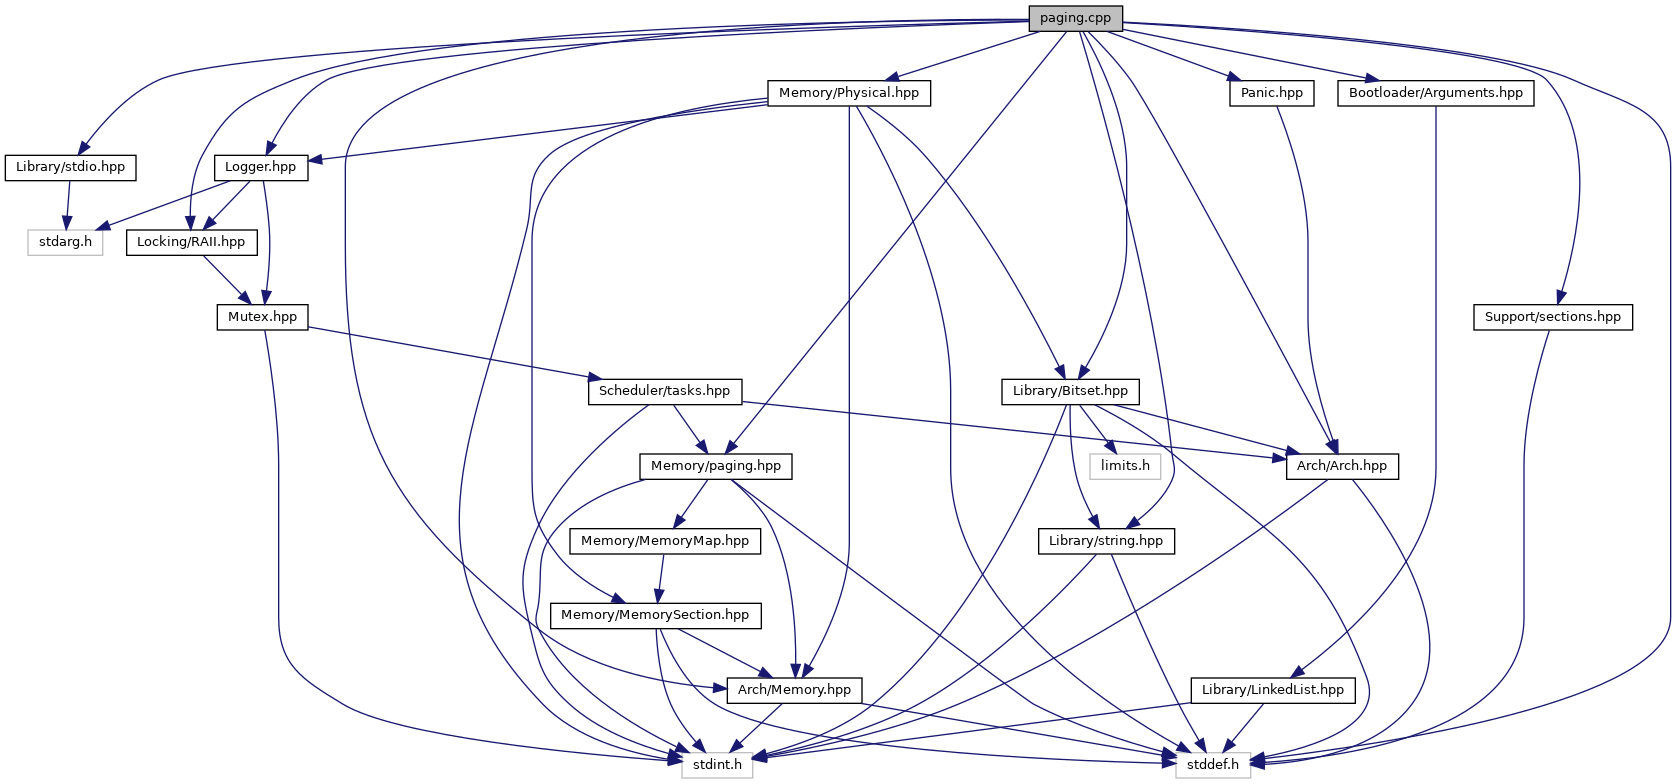 paging.cpp
Memory/Physical.hpp
Panic.hpp
Bootloader/Arguments.hpp
Library/stdio.hpp
Logger.hpp
stdarg.h
Locking/RAII.hpp
Mutex.hpp
Support/sections.hpp
Scheduler/tasks.hpp
Library/Bitset.hpp
Memory/paging.hpp
limits.h
Arch/Arch.hpp
Memory/MemoryMap.hpp
Library/string.hpp
Memory/MemorySection.hpp
Arch/Memory.hpp
Library/LinkedList.hpp
stdint.h
stddef.h